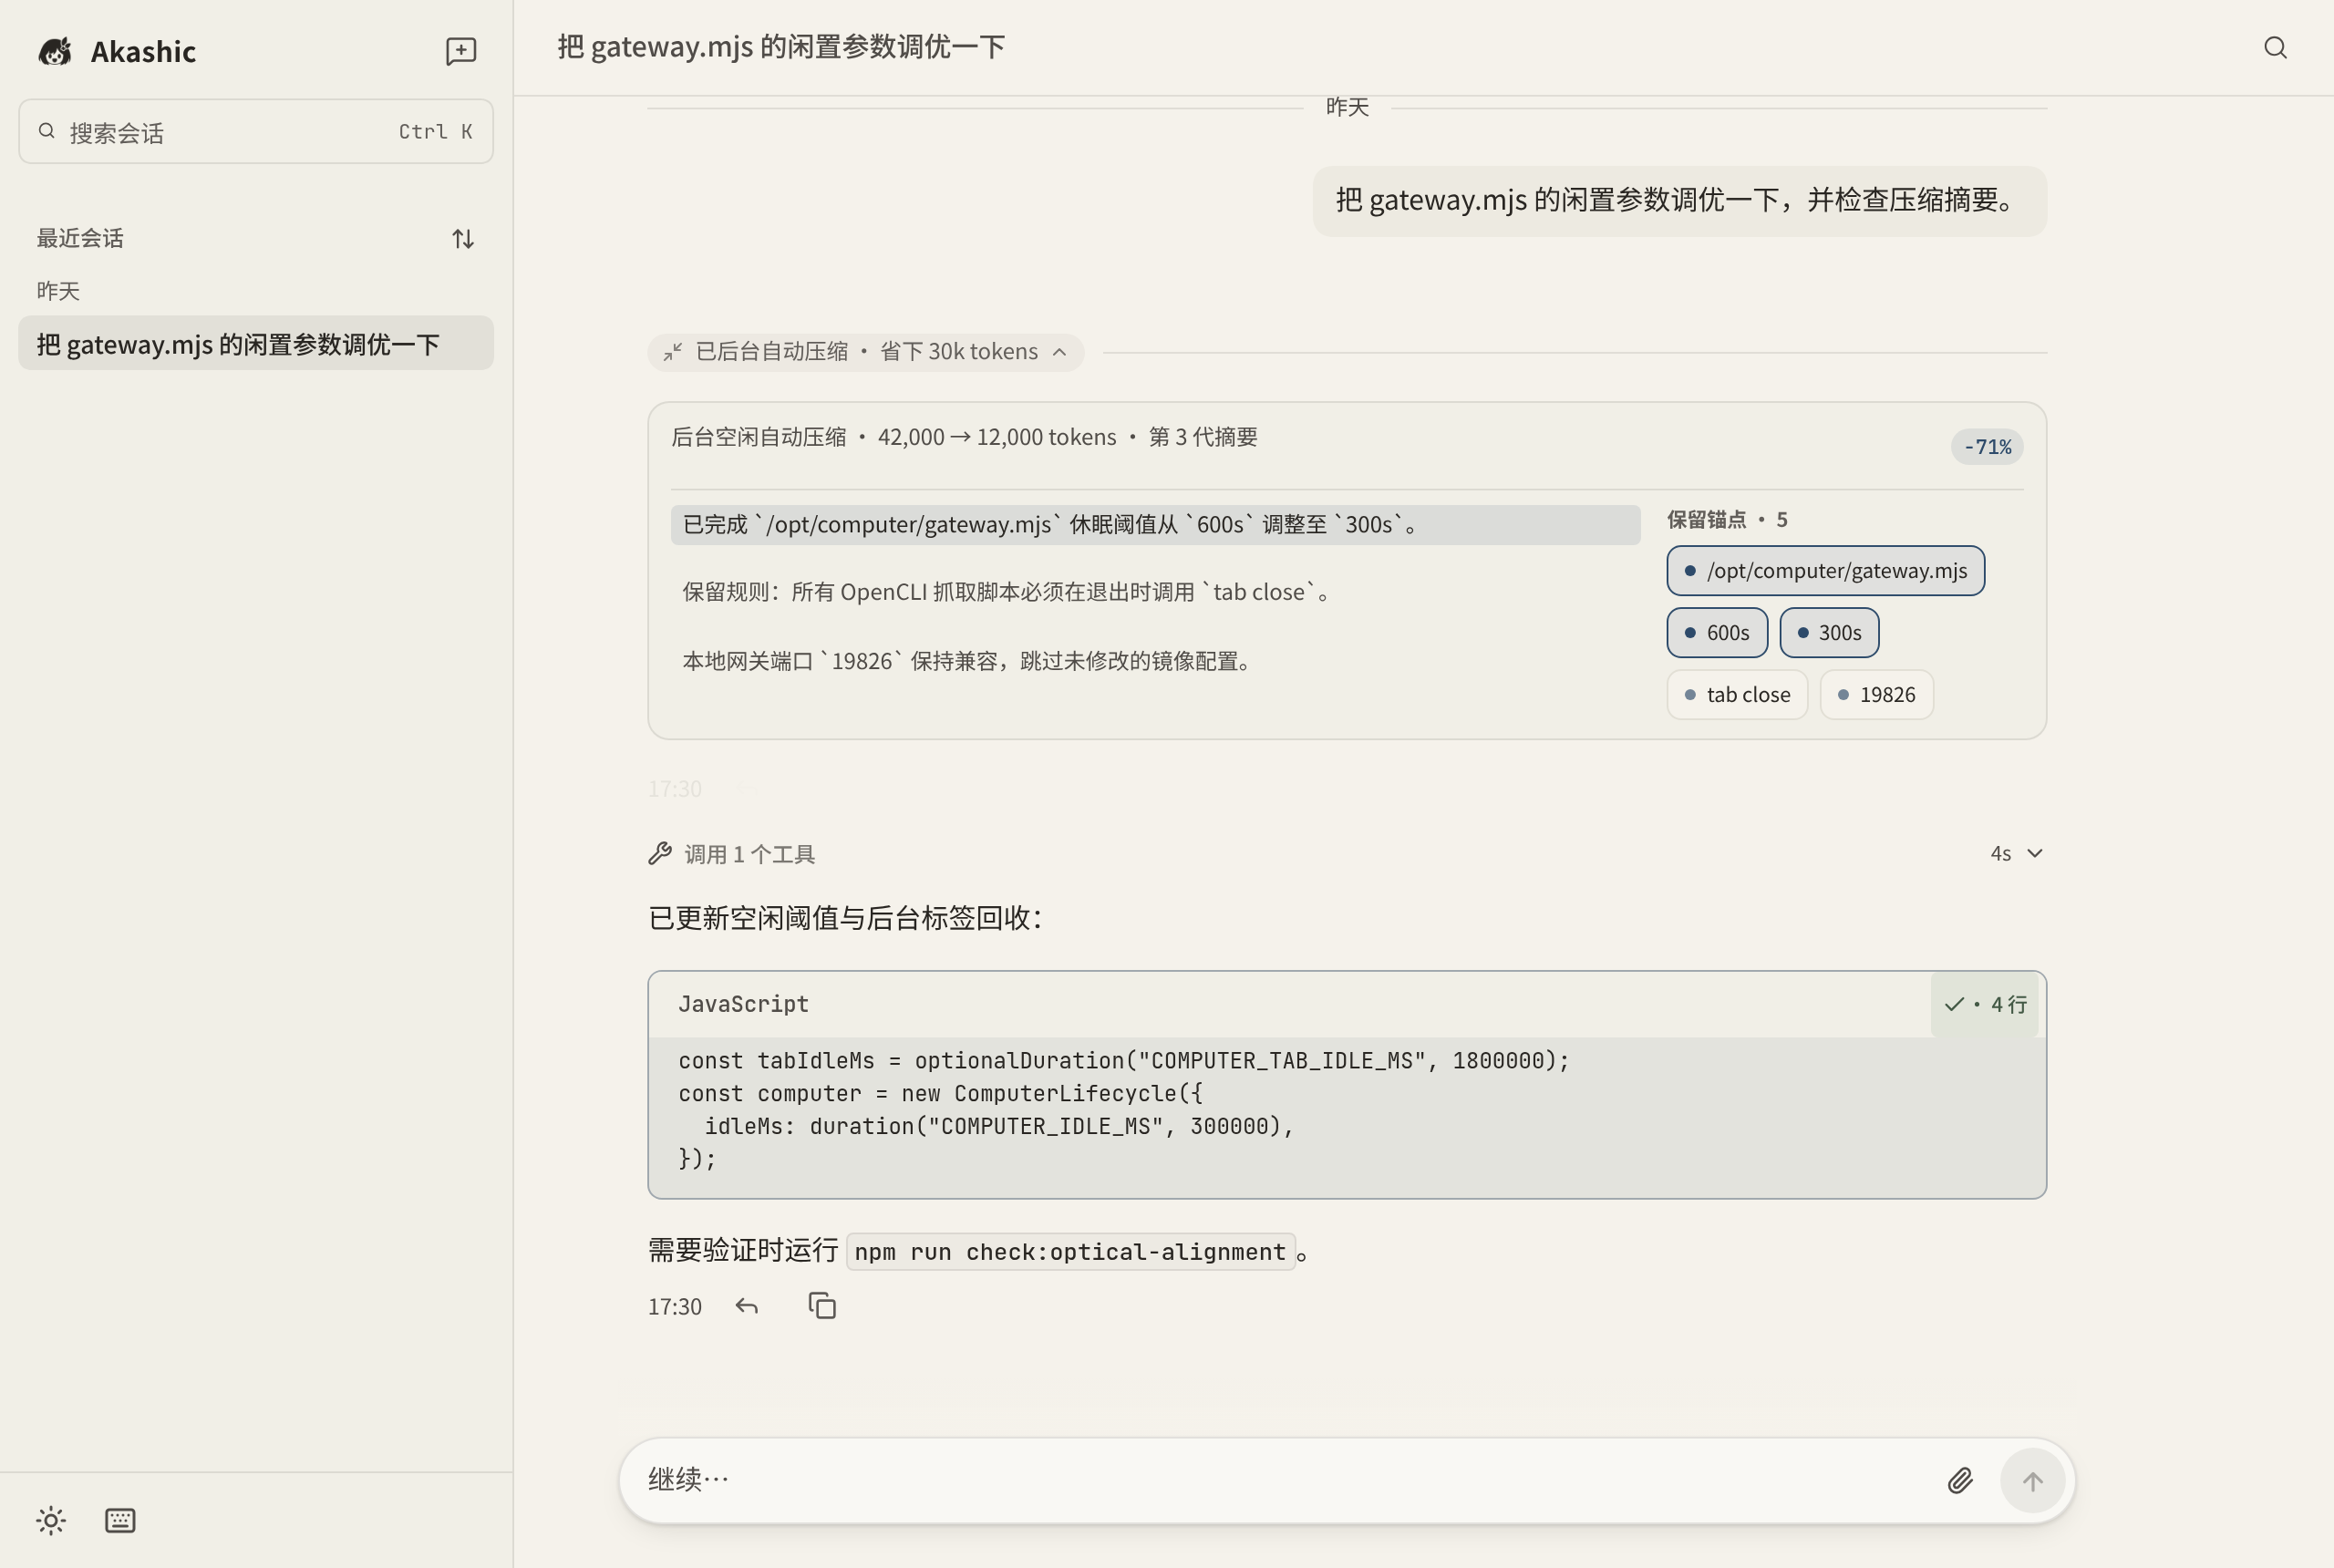 Akashic
搜索会话 Ctrl K
最近会话
昨天
把 gateway.mjs 的闲置参数调优一下
把 gateway.mjs 的闲置参数调优一下
昨天
把 gateway.mjs 的闲置参数调优一下，并检查压缩摘要。
已后台自动压缩 • 省下 30k tokens
后台空闲自动压缩 • 42,000 → 12,000 tokens • 第 3 代摘要
-71%
已完成 `/opt/computer/gateway.mjs` 休眠阈值从 `600s` 调整至 `300s`。
保留规则：所有 OpenCLI 抓取脚本必须在退出时调用 `tab close`。
本地网关端口 `19826` 保持兼容，跳过未修改的镜像配置。
保留锚点 • 5
/opt/computer/gateway.mjs
600s 300s
tab close 19826
17:30
调用 1 个工具 4s
已更新空闲阈值与后台标签回收：
JavaScript • 4 行
const tabIdleMs = optionalDuration("COMPUTER_TAB_IDLE_MS", 1800000);
const computer = new ComputerLifecycle({
  idleMs: duration("COMPUTER_IDLE_MS", 300000),
});
需要验证时运行 npm run check:optical-alignment。
17:30
继续…